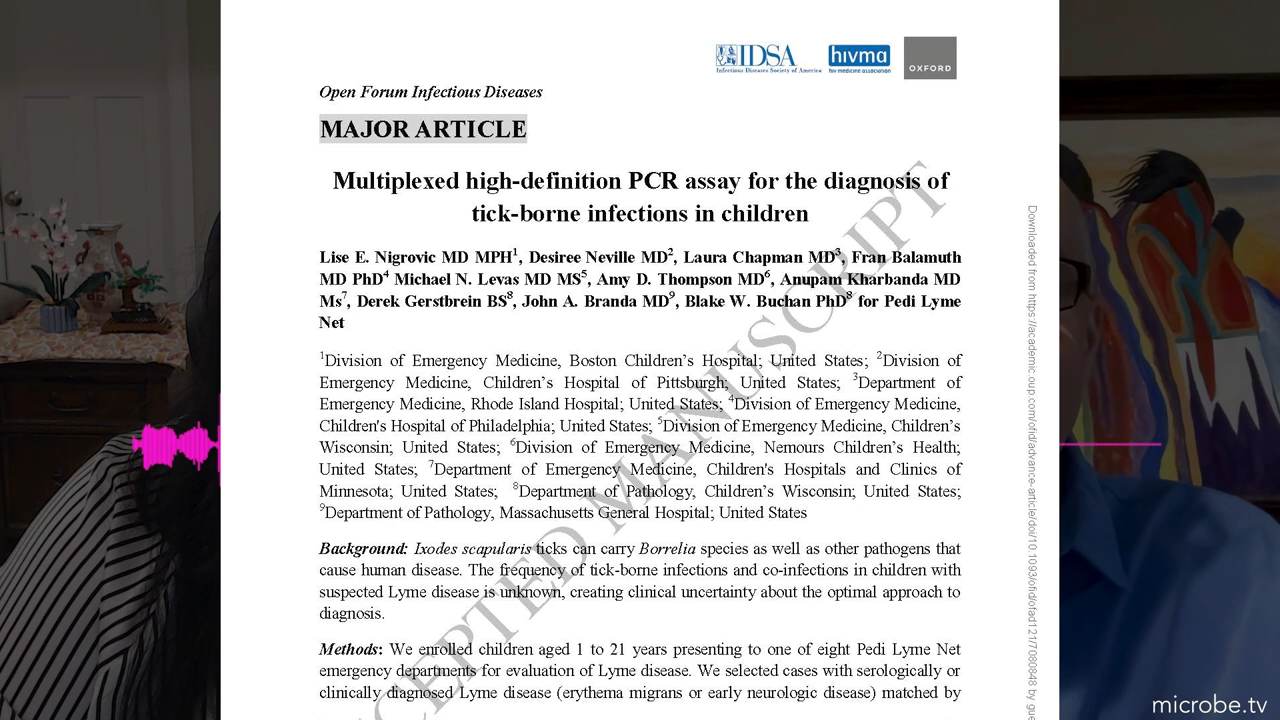 IDSA
Infectious Diseases Society of America
hivma
hiv medicine association
OXFORD
Open Forum Infectious Diseases
MAJOR ARTICLE
Multiplexed high-definition PCR assay for the diagnosis of
tick-borne infections in children
Lise E. Nigrovic MD MPH1, Desiree Neville MD2, Laura Chapman MD3, Fran Balamuth
MD PhD4 Michael N. Levas MD MS5, Amy D. Thompson MD6, Anupam Kharbanda MD
Ms7, Derek Gerstbrein BS8, John A. Branda MD9, Blake W. Buchan PhD8 for Pedi Lyme
Net
1Division of Emergency Medicine, Boston Children's Hospital; United States; 2Division of
Emergency Medicine, Children's Hospital of Pittsburgh; United States; 3Department of
Emergency Medicine, Rhode Island Hospital; United States; 4Division of Emergency Medicine,
Children's Hospital of Philadelphia; United States; 5Division of Emergency Medicine, Children's
Wisconsin; United States; 6Division of Emergency Medicine, Nemours Children's Health;
United States; 7Department of Emergency Medicine, Children's Hospitals and Clinics of
Minnesota; United States; 8Department of Pathology, Children's Wisconsin; United States;
9Department of Pathology, Massachusetts General Hospital; United States
Background: Ixodes scapularis ticks can carry Borrelia species as well as other pathogens that
cause human disease. The frequency of tick-borne infections and co-infections in children with
suspected Lyme disease is unknown, creating clinical uncertainty about the optimal approach to
diagnosis.
Methods: We enrolled children aged 1 to 21 years presenting to one of eight Pedi Lyme Net
emergency departments for evaluation of Lyme disease. We selected cases with serologically or
clinically diagnosed Lyme disease (erythema migrans or early neurologic disease) matched by
CEPTED MANUSCRIPT
Downloaded from https://academic.oup.com/ofid/advance-article/doi/10.1093/ofid/ofad121/7080848 by gue
microbe.tv